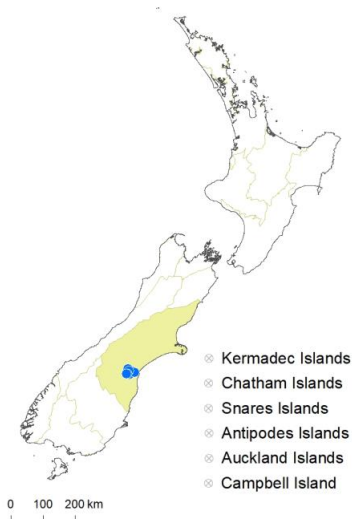 Kermadec Islands
Chatham Islands
Snares Islands
Antipodes Islands
Auckland Islands
Campbell Island
0 100 200 km